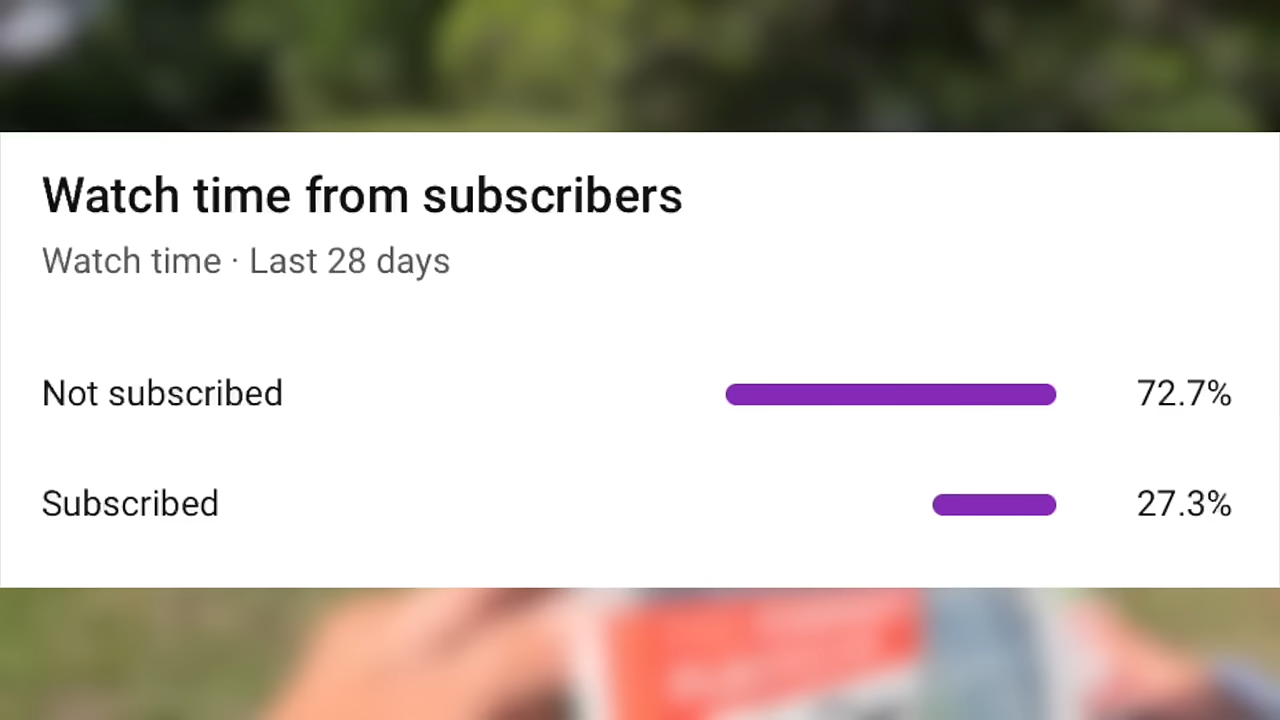 Watch time from subscribers
Watch time · Last 28 days
Not subscribed 72.7%
Subscribed 27.3%